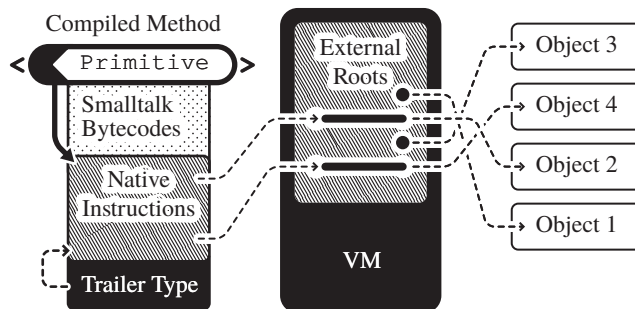 Compiled Method
< Primitive >
Smalltalk
Bytecodes
Native
Instructions
Trailer Type
External
Roots
VM
Object 3
Object 4
Object 2
Object 1